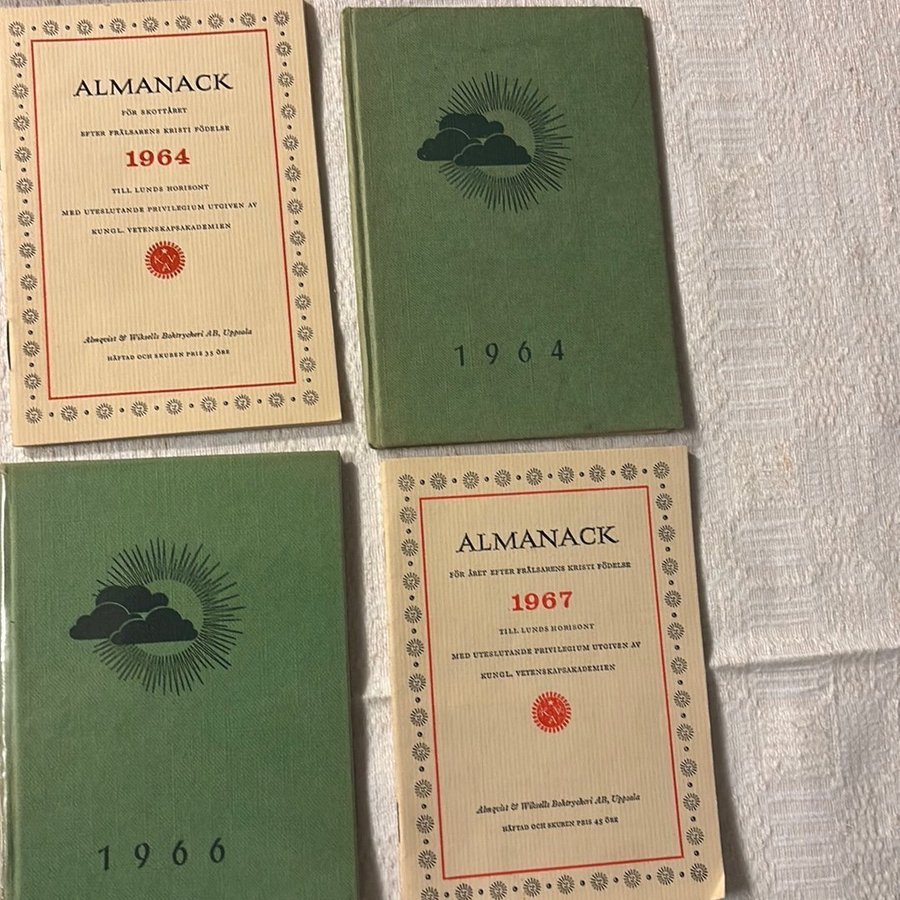 ALMANACK
FÖR SKOTTÅRET
EFTER FRÄLSARENS KRISTI FÖDELSE
1964
TILL LUNDS HORISONT
MED UTESLUTANDE PRIVILEGIUM UTGIVEN AV
KUNGL. VETENSKAPSAKADEMIEN
KVA
Almqvist & Wiksells Boktryckeri AB, Uppsala
HÄFTAD OCH SKUREN PRIS 35 ÖRE
1964
1966
ALMANACK
FÖR ÅRET EFTER FRÄLSARENS KRISTI FÖDELSE
1967
TILL LUNDS HORISONT
MED UTESLUTANDE PRIVILEGIUM UTGIVEN AV
KUNGL. VETENSKAPSAKADEMIEN
KVA
Almqvist & Wiksells Boktryckeri AB, Uppsala
HÄFTAD OCH SKUREN PRIS 45 ÖRE